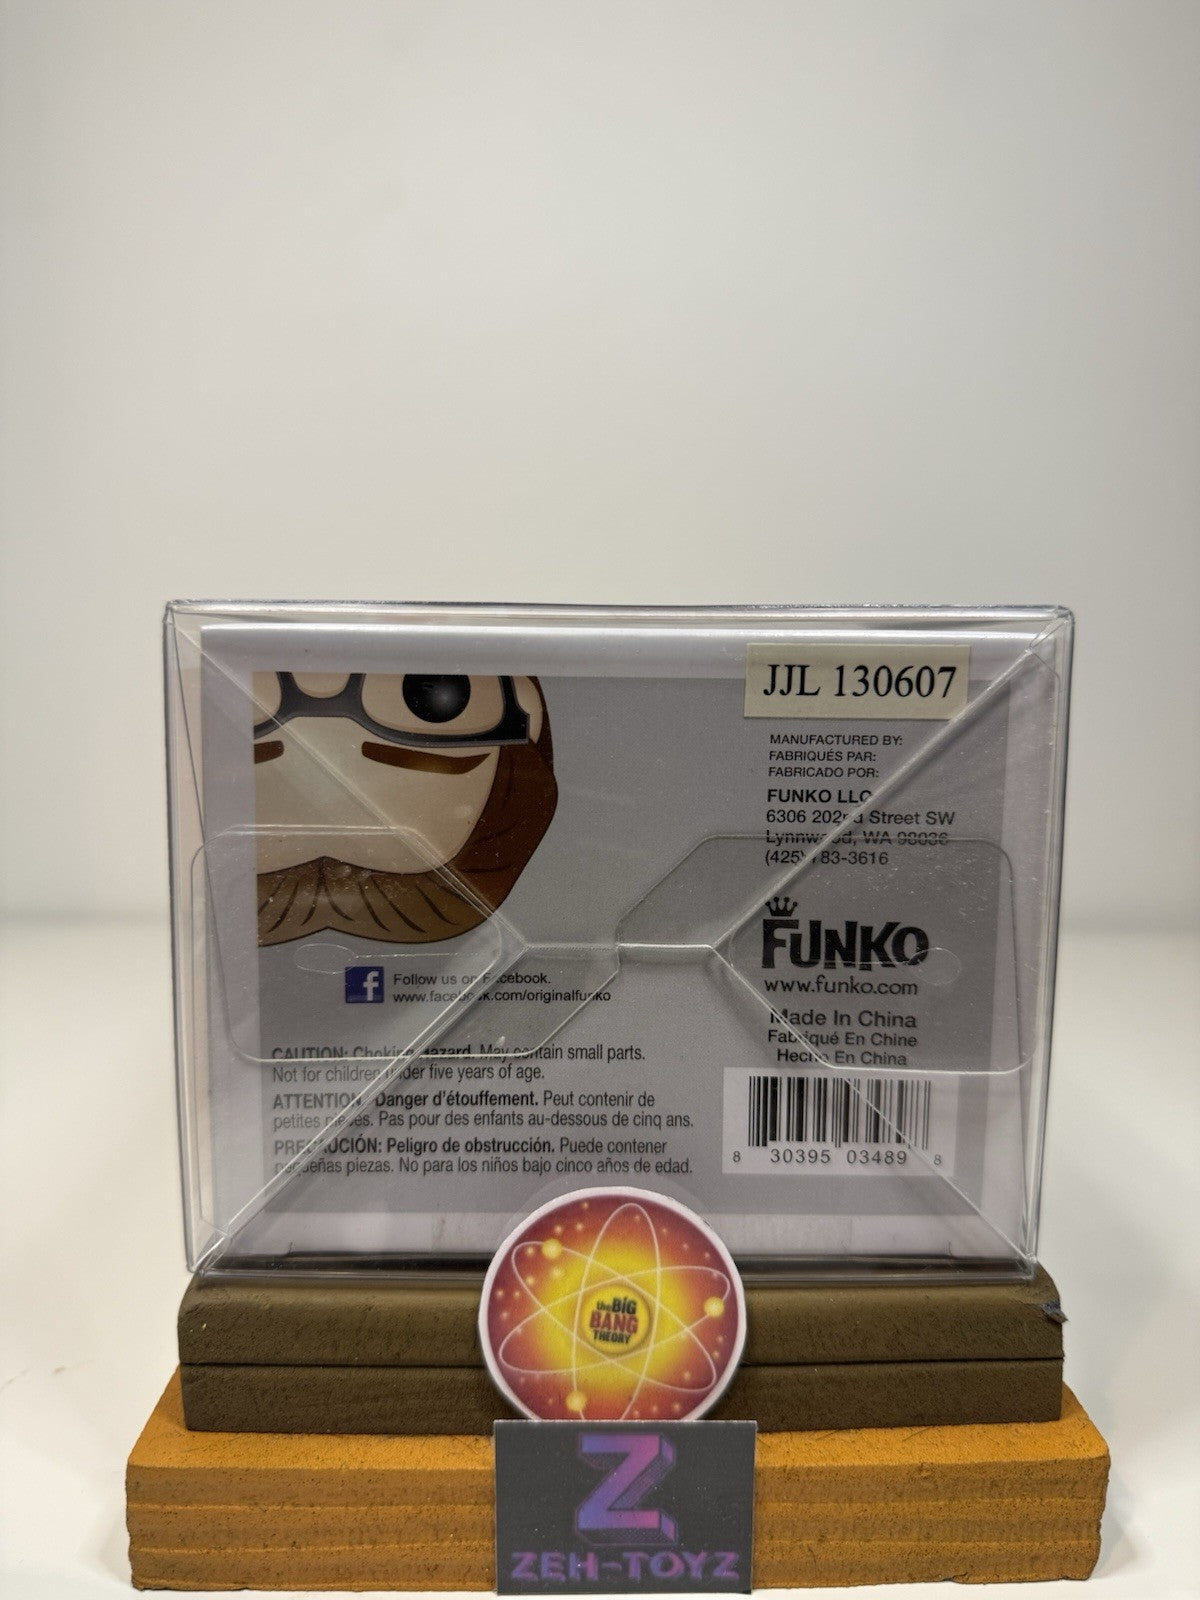 JJL 130607
MANUFACTURED BY:
FABRIQUÉS PAR:
FABRICADO POR:
FUNKO LLC
6306 202nd Street SW
Lynnwood, WA 98036
(425) 783-3616
FUNKO
www.funko.com
Made In China
Fabriqué En Chine
Hecho En China
8 30395 03489 8
f
Follow us on Facebook.
www.facebook.com/originalfunko
CAUTION: Choking Hazard. May contain small parts.
Not for children under five years of age.
ATTENTION: Danger d'étouffement. Peut contenir de
petites pièces. Pas pour des enfants au-dessous de cinq ans.
PRECAUCIÓN: Peligro de obstrucción. Puede contener
pequeñas piezas. No para los niños bajo cinco años de edad.
the BIG
BANG
THEORY
Z
ZEH-TOYZ